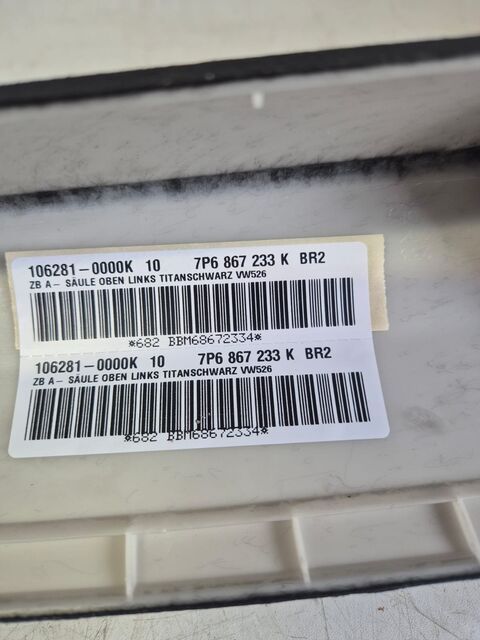 106281-0000K 10 7P6 867 233 K BR2
ZB A- SÄULE OBEN LINKS TITANSCHWARZ VW526
*682 BBM68672334*
106281-0000K 10 7P6 867 233 K BR2
ZB A- SÄULE OBEN LINKS TITANSCHWARZ VW526
*682 BBM68672334*